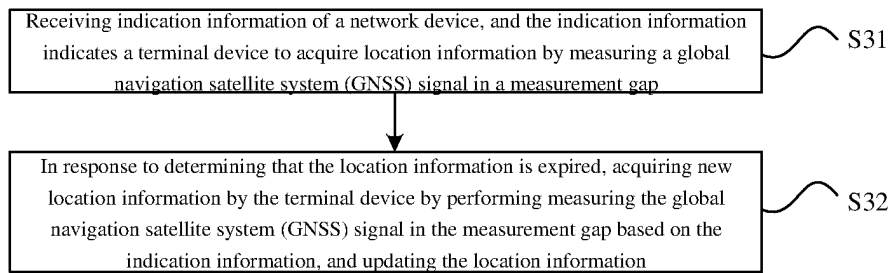 Receiving indication information of a network device, and the indication information
indicates a terminal device to acquire location information by measuring a global
navigation satellite system (GNSS) signal in a measurement gap
S31
In response to determining that the location information is expired, acquiring new
location information by the terminal device by performing measuring the global
navigation satellite system (GNSS) signal in the measurement gap based on the
indication information, and updating the location information
S32